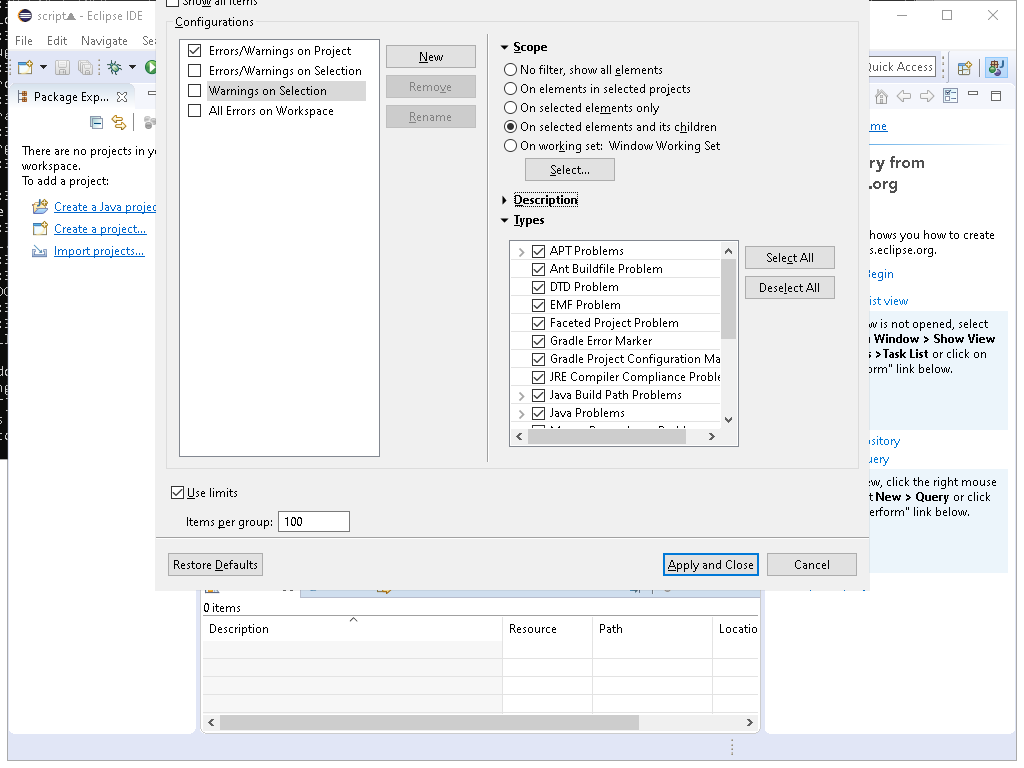 script▲ - Eclipse IDE
Show all items
File Edit Navigate Sea
Quick Access
Package Exp...
There are no projects in yo
workspace.
To add a project:
Create a Java projec
Create a project...
Import projects...
Configurations
Errors/Warnings on Project
Errors/Warnings on Selection
Warnings on Selection
All Errors on Workspace
New
Remove
Rename
Scope
No filter, show all elements
On elements in selected projects
On selected elements only
On selected elements and its children
On working set: Window Working Set
Select...
Description
Types
APT Problems
Ant Buildfile Problem
DTD Problem
EMF Problem
Faceted Project Problem
Gradle Error Marker
Gradle Project Configuration Ma
JRE Compiler Compliance Proble
Java Build Path Problems
Java Problems
Select All
Deselect All
Use limits
Items per group: 100
Restore Defaults
Apply and Close
Cancel
me
ry from
.org
hows you how to create
s.eclipse.org.
Begin
ist view
w is not opened, select
Window > Show View
s >Task List or click on
orm" link below.
ository
uery
ew, click the right mouse
t New > Query or click
erform" link below.
0 items
Description Resource Path Locatio